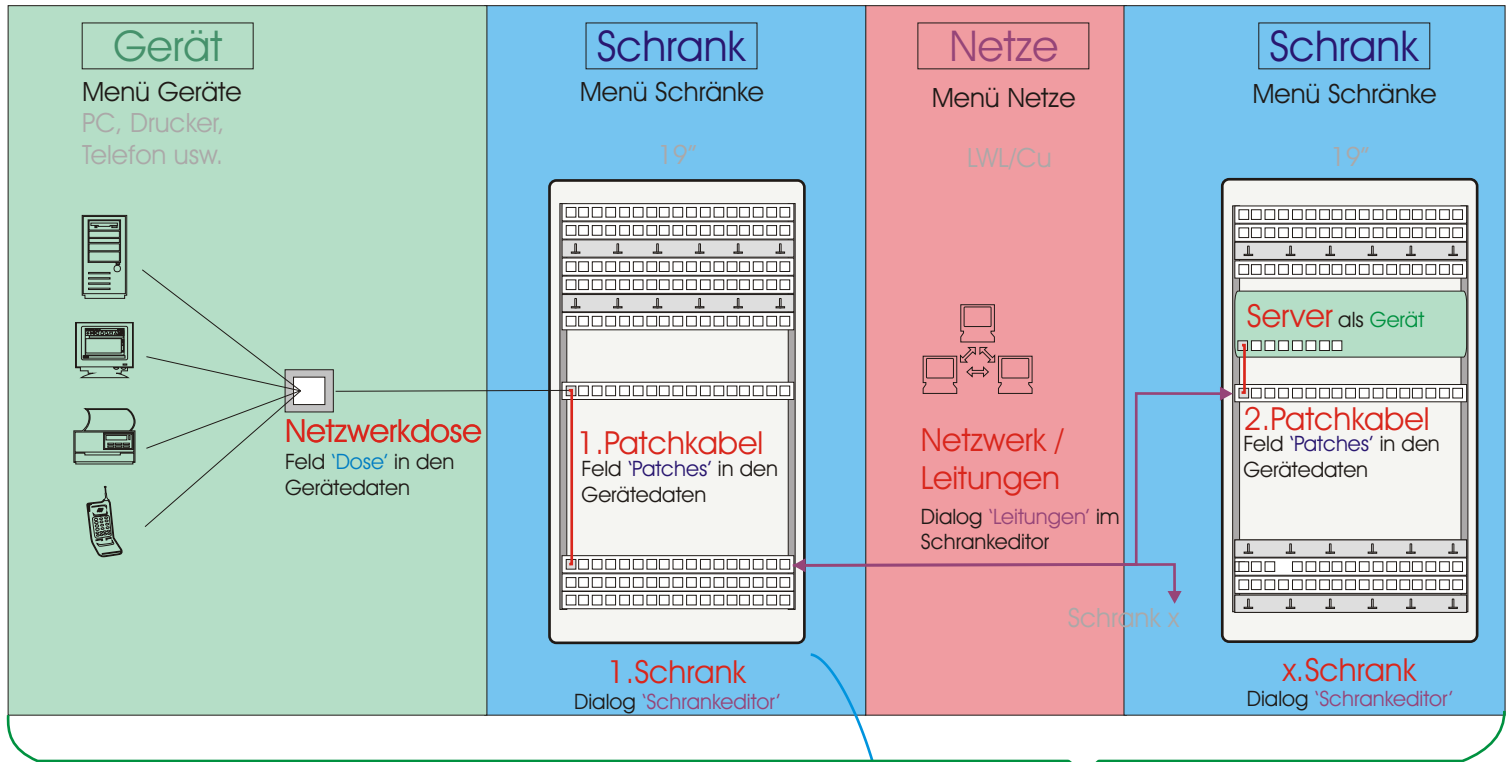 Gerät
Menü Geräte
PC, Drucker,
Telefon usw.
Netzwerkdose
Feld ‘Dose’ in den
Gerätedaten
Schrank
Menü Schränke
19”
1.Patchkabel
Feld ‘Patches’ in den
Gerätedaten
1.Schrank
Dialog ‘Schrankeditor’
Netze
Menü Netze
LWL/Cu
Netzwerk /
Leitungen
Dialog ‘Leitungen’ im
Schrankeditor
Schrank x
Schrank
Menü Schränke
19”
Server als Gerät
2.Patchkabel
Feld ‘Patches’ in den
Gerätedaten
x.Schrank
Dialog ‘Schrankeditor’